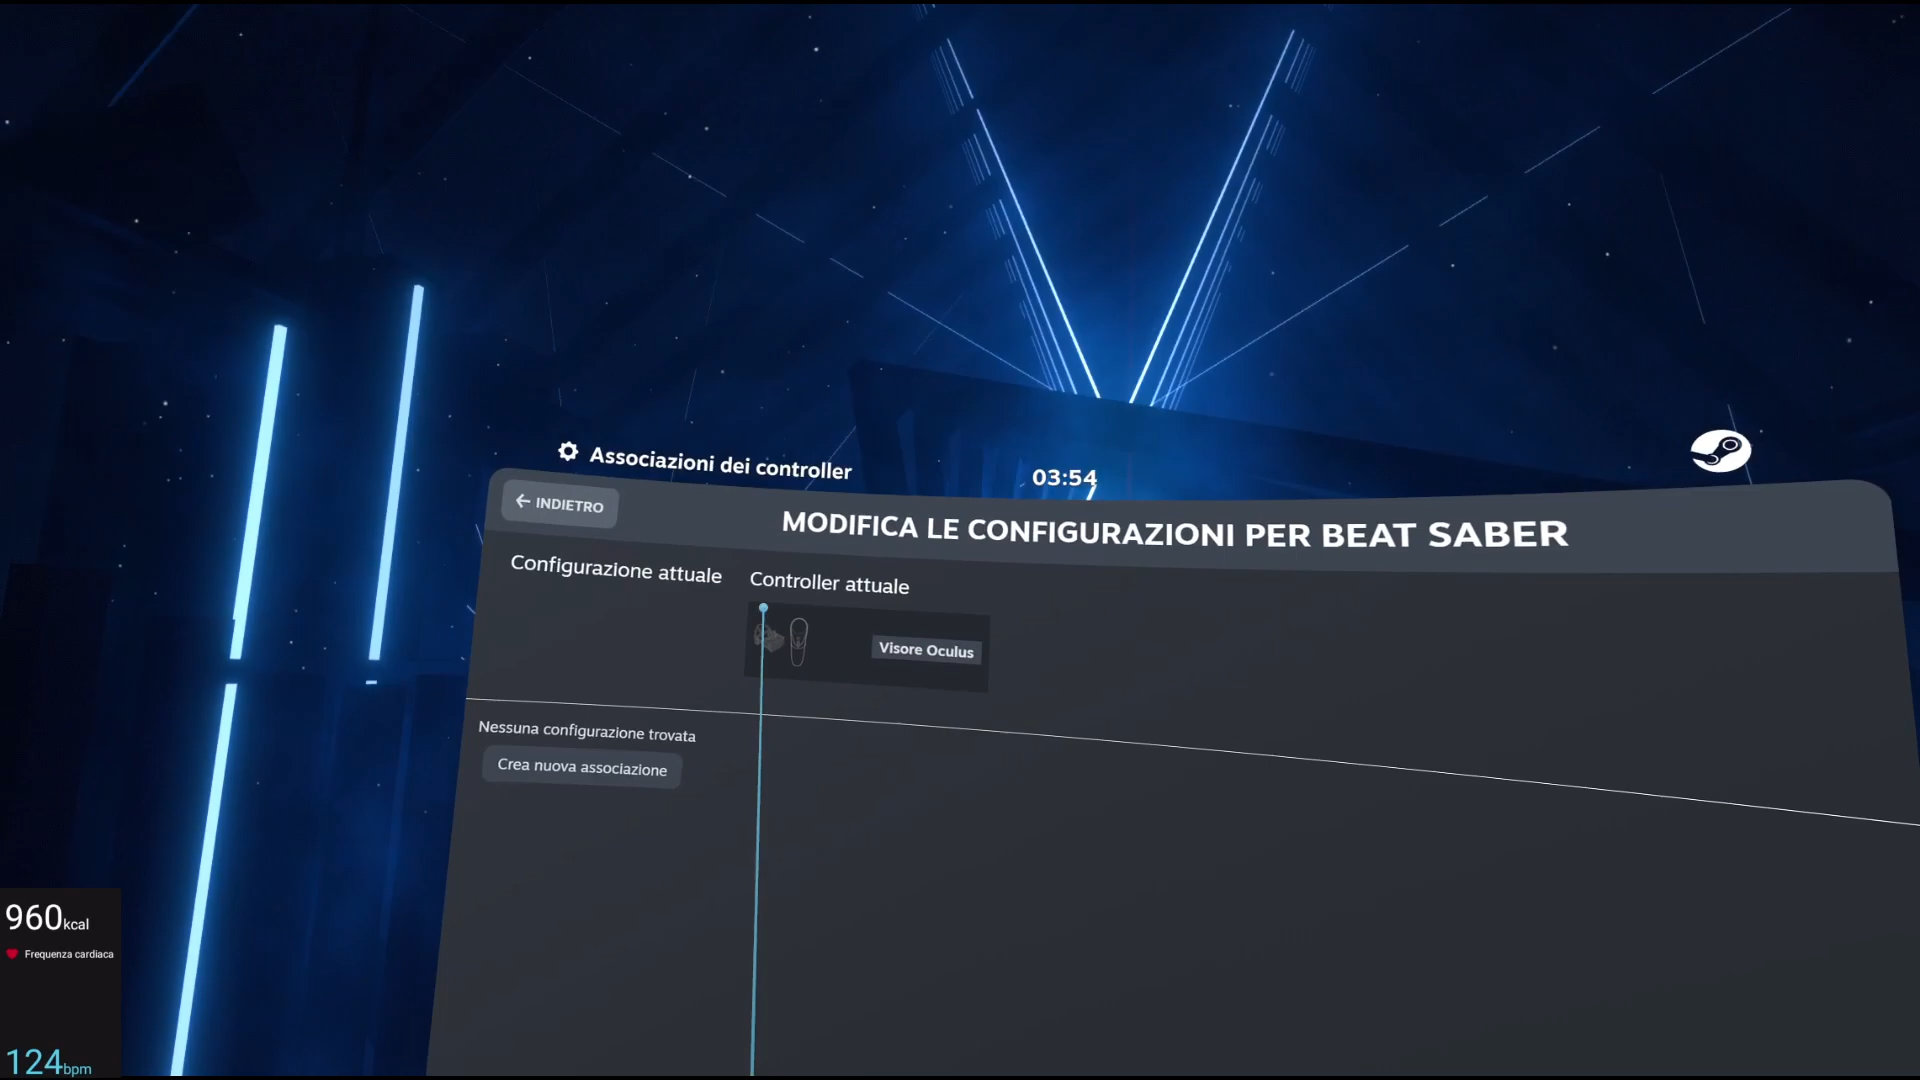 Associazioni dei controller
03:54
INDIETRO
MODIFICA LE CONFIGURAZIONI PER BEAT SABER
Configurazione attuale
Controller attuale
Visore Oculus
Nessuna configurazione trovata
Crea nuova associazione
960kcal
Frequenza cardiaca
124bpm